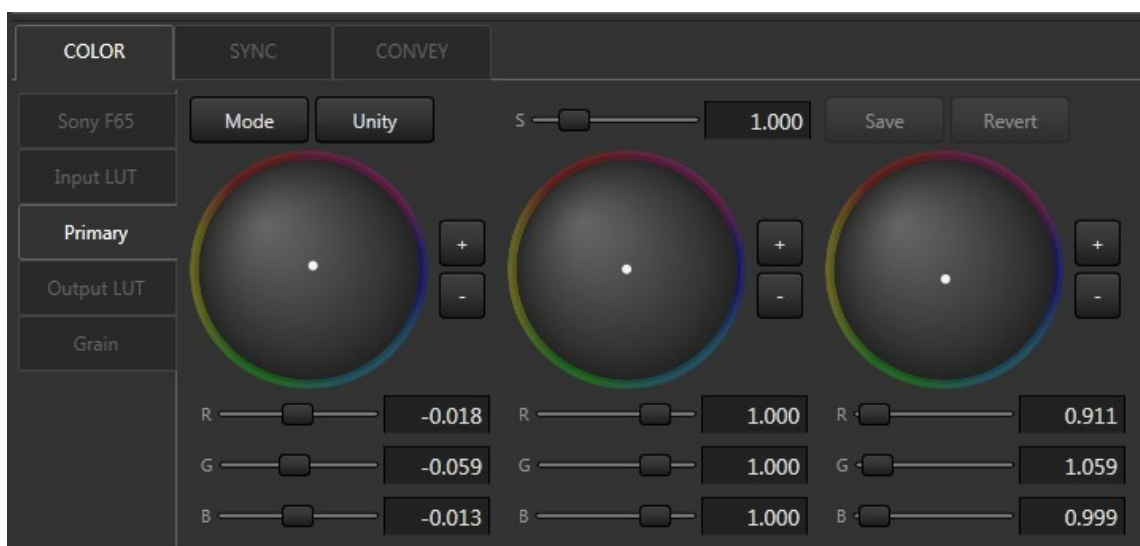 COLOR SYNC CONVEY
Sony F65
Input LUT
Primary
Output LUT
Grain
Mode Unity S 1.000 Save Revert
+ + +
- - -
R -0.018 R 1.000 R 0.911
G -0.059 G 1.000 G 1.059
B -0.013 B 1.000 B 0.999